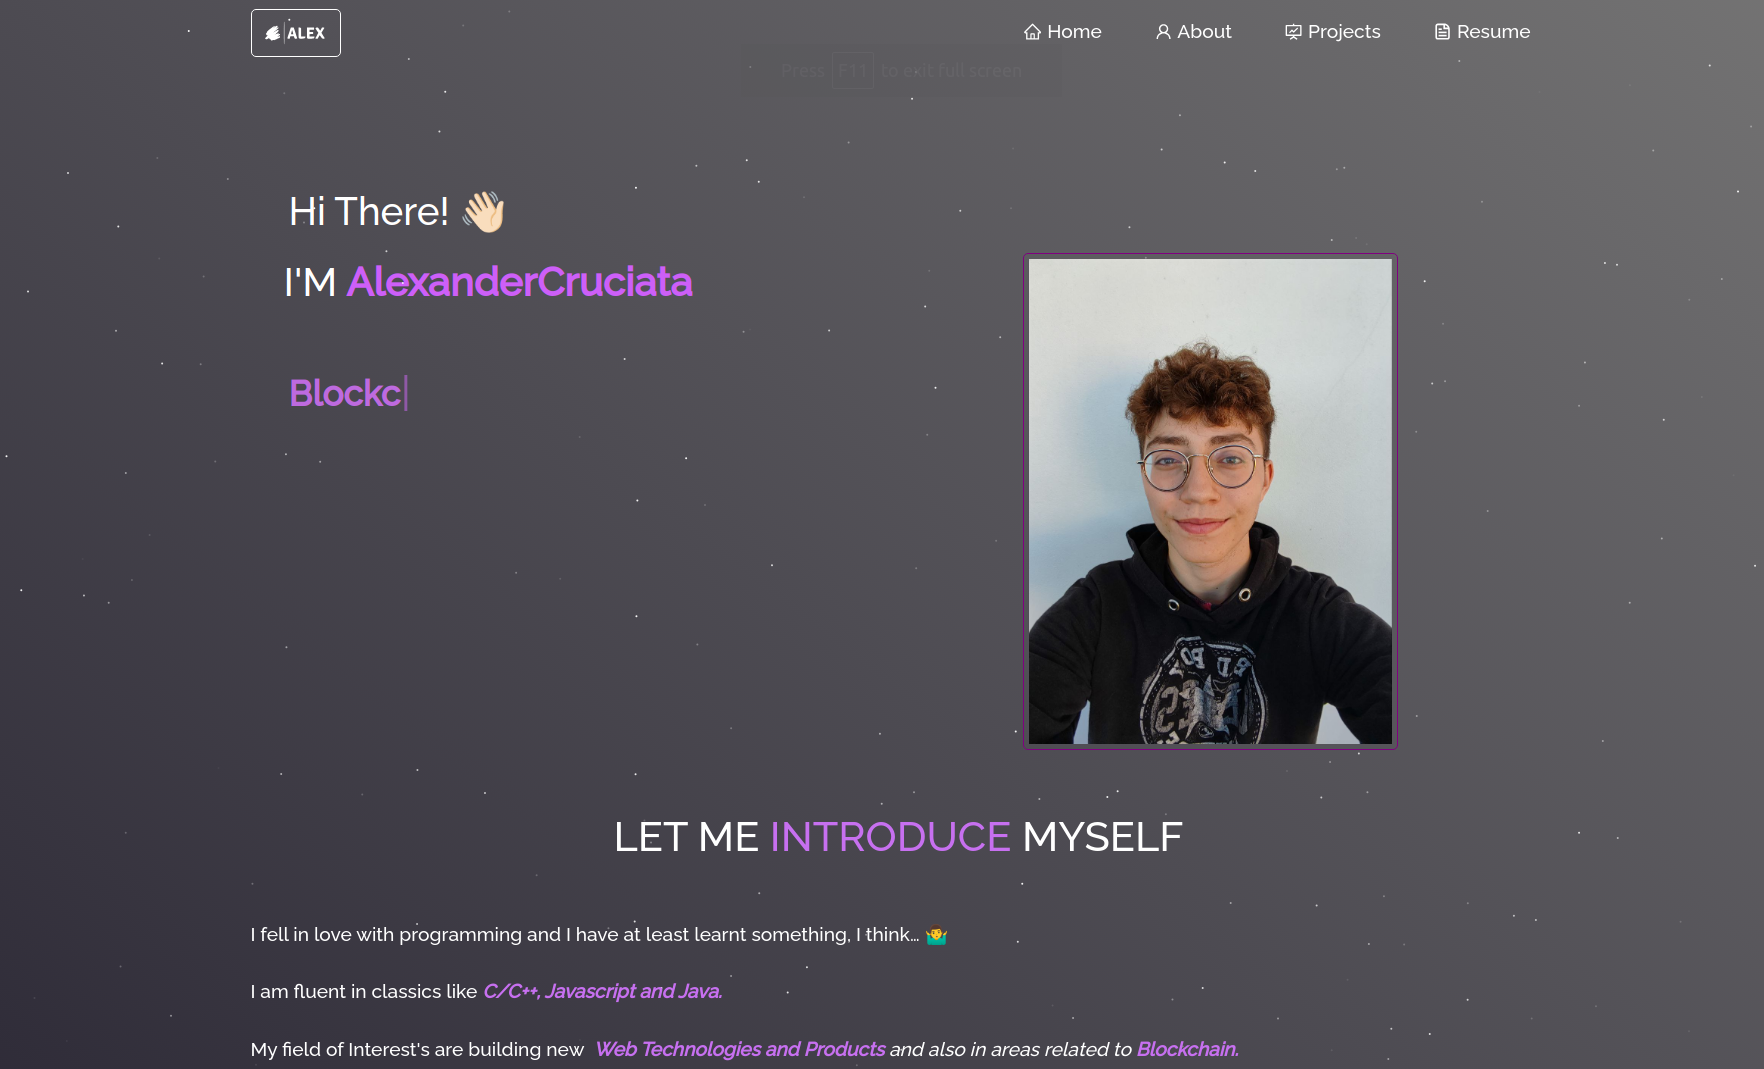 ALEX
Home About Projects Resume
Press F11 to exit full screen
Hi There! 👋🏻
I'M AlexanderCruciata
Blockc
LET ME INTRODUCE MYSELF
I fell in love with programming and I have at least learnt something, I think… 🤷‍♂️
I am fluent in classics like C/C++, Javascript and Java.
My field of Interest's are building new Web Technologies and Products and also in areas related to Blockchain.